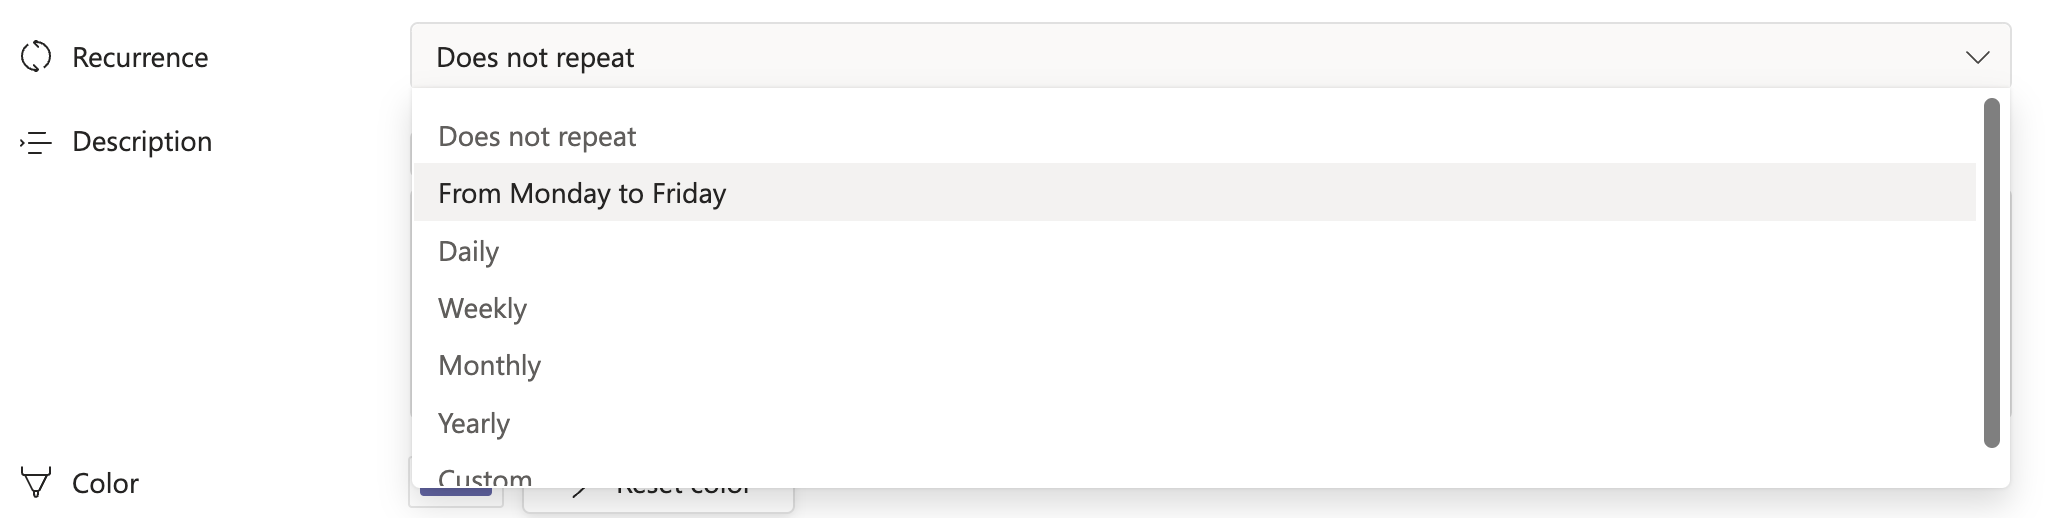 Recurrence
Does not repeat
Description
Does not repeat
From Monday to Friday
Daily
Weekly
Monthly
Yearly
Custom
Color
Reset color